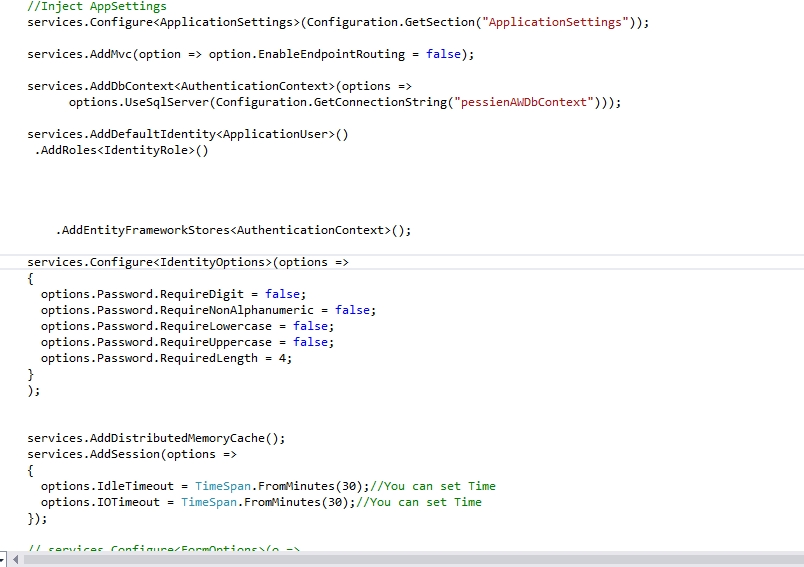 //Inject AppSettings
services.Configure<ApplicationSettings>(Configuration.GetSection("ApplicationSettings"));
services.AddMvc(option => option.EnableEndpointRouting = false);
services.AddDbContext<AuthenticationContext>(options =>
options.UseSqlServer(Configuration.GetConnectionString("pessienAWDbContext")));
services.AddDefaultIdentity<ApplicationUser>()
.AddRoles<IdentityRole>()
.AddEntityFrameworkStores<AuthenticationContext>();
services.Configure<IdentityOptions>(options =>
{
options.Password.RequireDigit = false;
options.Password.RequireNonAlphanumeric = false;
options.Password.RequireLowercase = false;
options.Password.RequireUppercase = false;
options.Password.RequiredLength = 4;
}
);
services.AddDistributedMemoryCache();
services.AddSession(options =>
{
options.IdleTimeout = TimeSpan.FromMinutes(30);//You can set Time
options.IOTimeout = TimeSpan.FromMinutes(30);//You can set Time
});
// services.Configure<FormOptions>(o =>